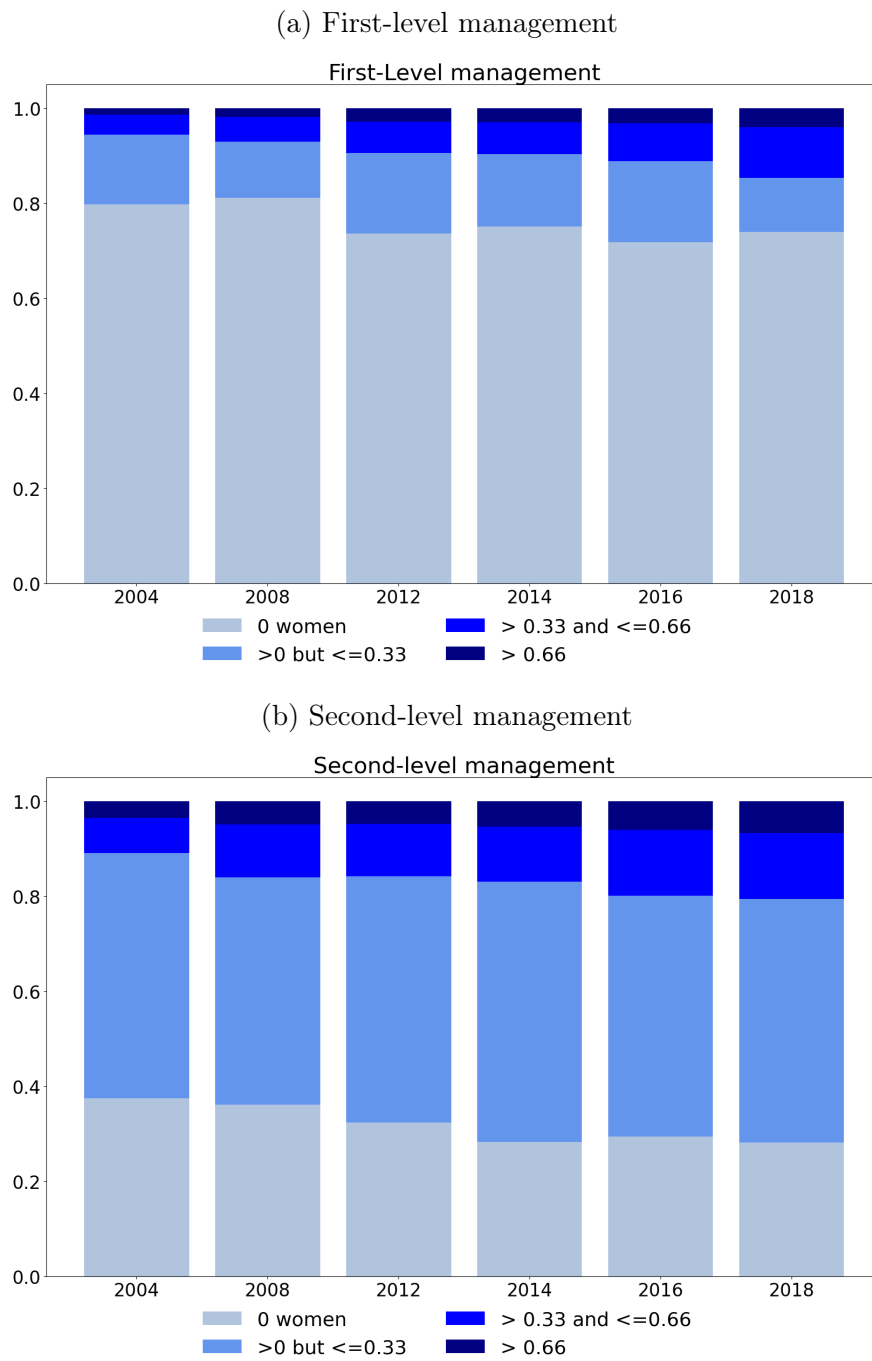 (a) First-level management
First-Level management
1.0
0.8
0.6
0.4
0.2
0.0
2004 2008 2012 2014 2016 2018
0 women > 0.33 and <=0.66
>0 but <=0.33 > 0.66
(b) Second-level management
Second-level management
1.0
0.8
0.6
0.4
0.2
0.0
2004 2008 2012 2014 2016 2018
0 women > 0.33 and <=0.66
>0 but <=0.33 > 0.66